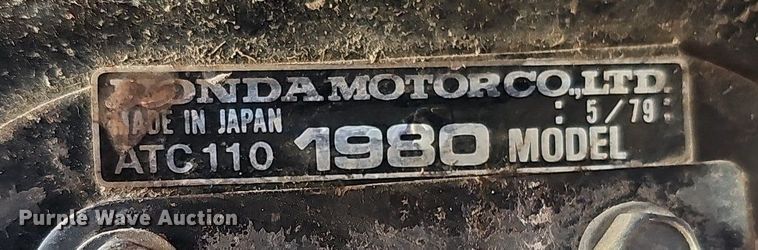 HONDA MOTOR CO., LTD.
MADE IN JAPAN : 5/79 :
ATC110 1980 MODEL
Purple Wave Auction